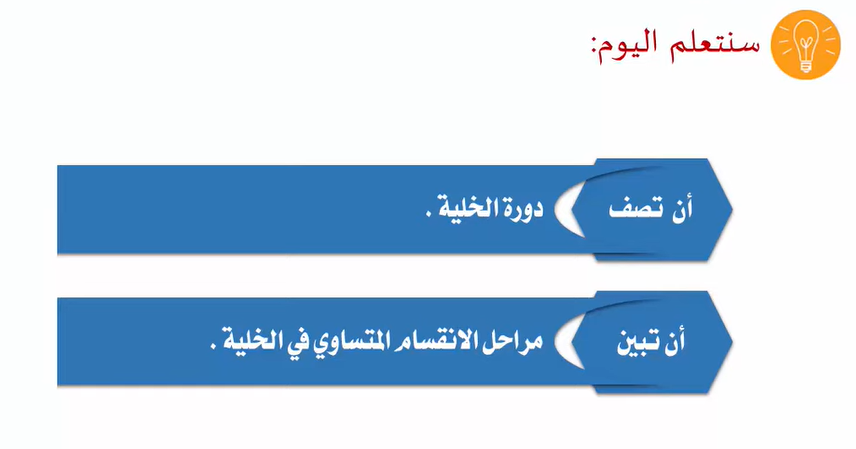 سنتعلم اليوم:
أن تصف دورة الخلية .
أن تبين مراحل الانقسام المتساوي في الخلية .